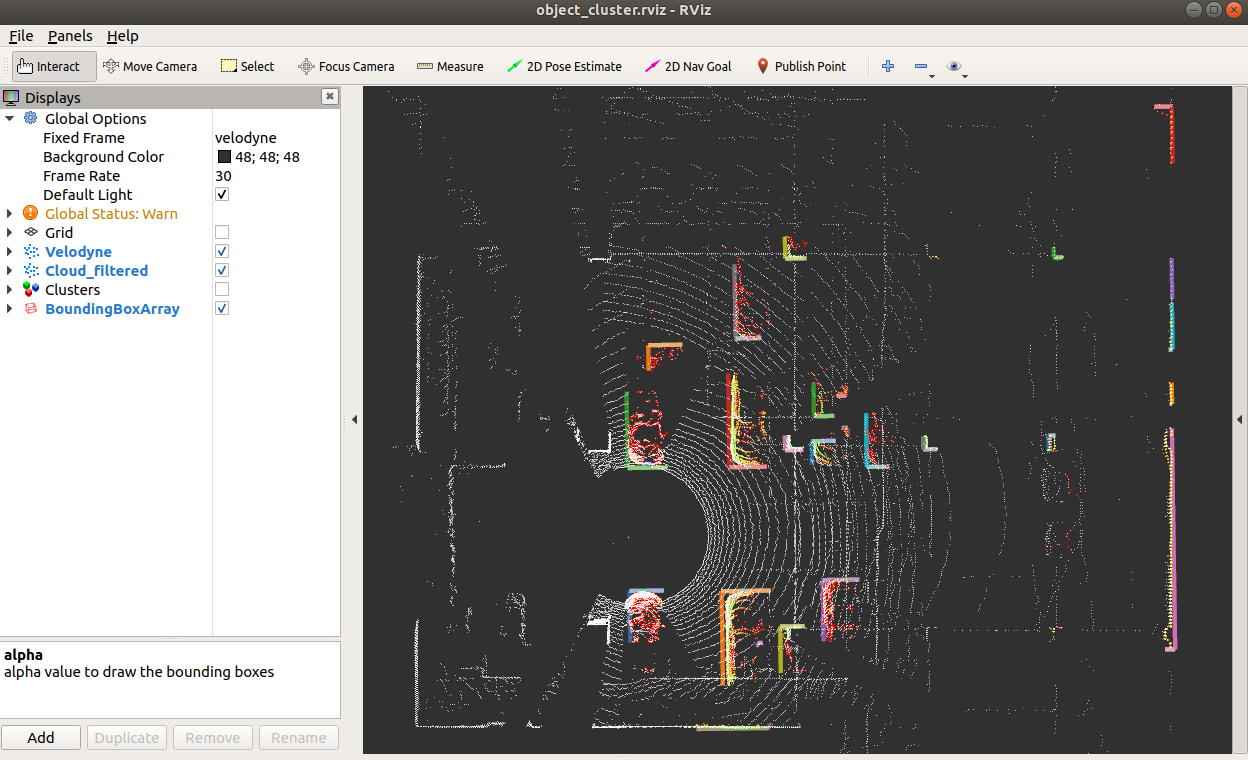 object_cluster.rviz - RViz
File Panels Help
Interact Move Camera Select Focus Camera Measure 2D Pose Estimate 2D Nav Goal Publish Point
Displays
Global Options
Fixed Frame velodyne
Background Color 48; 48; 48
Frame Rate 30
Default Light
Global Status: Warn
Grid
Velodyne
Cloud_filtered
Clusters
BoundingBoxArray
alpha
alpha value to draw the bounding boxes
Add Duplicate Remove Rename